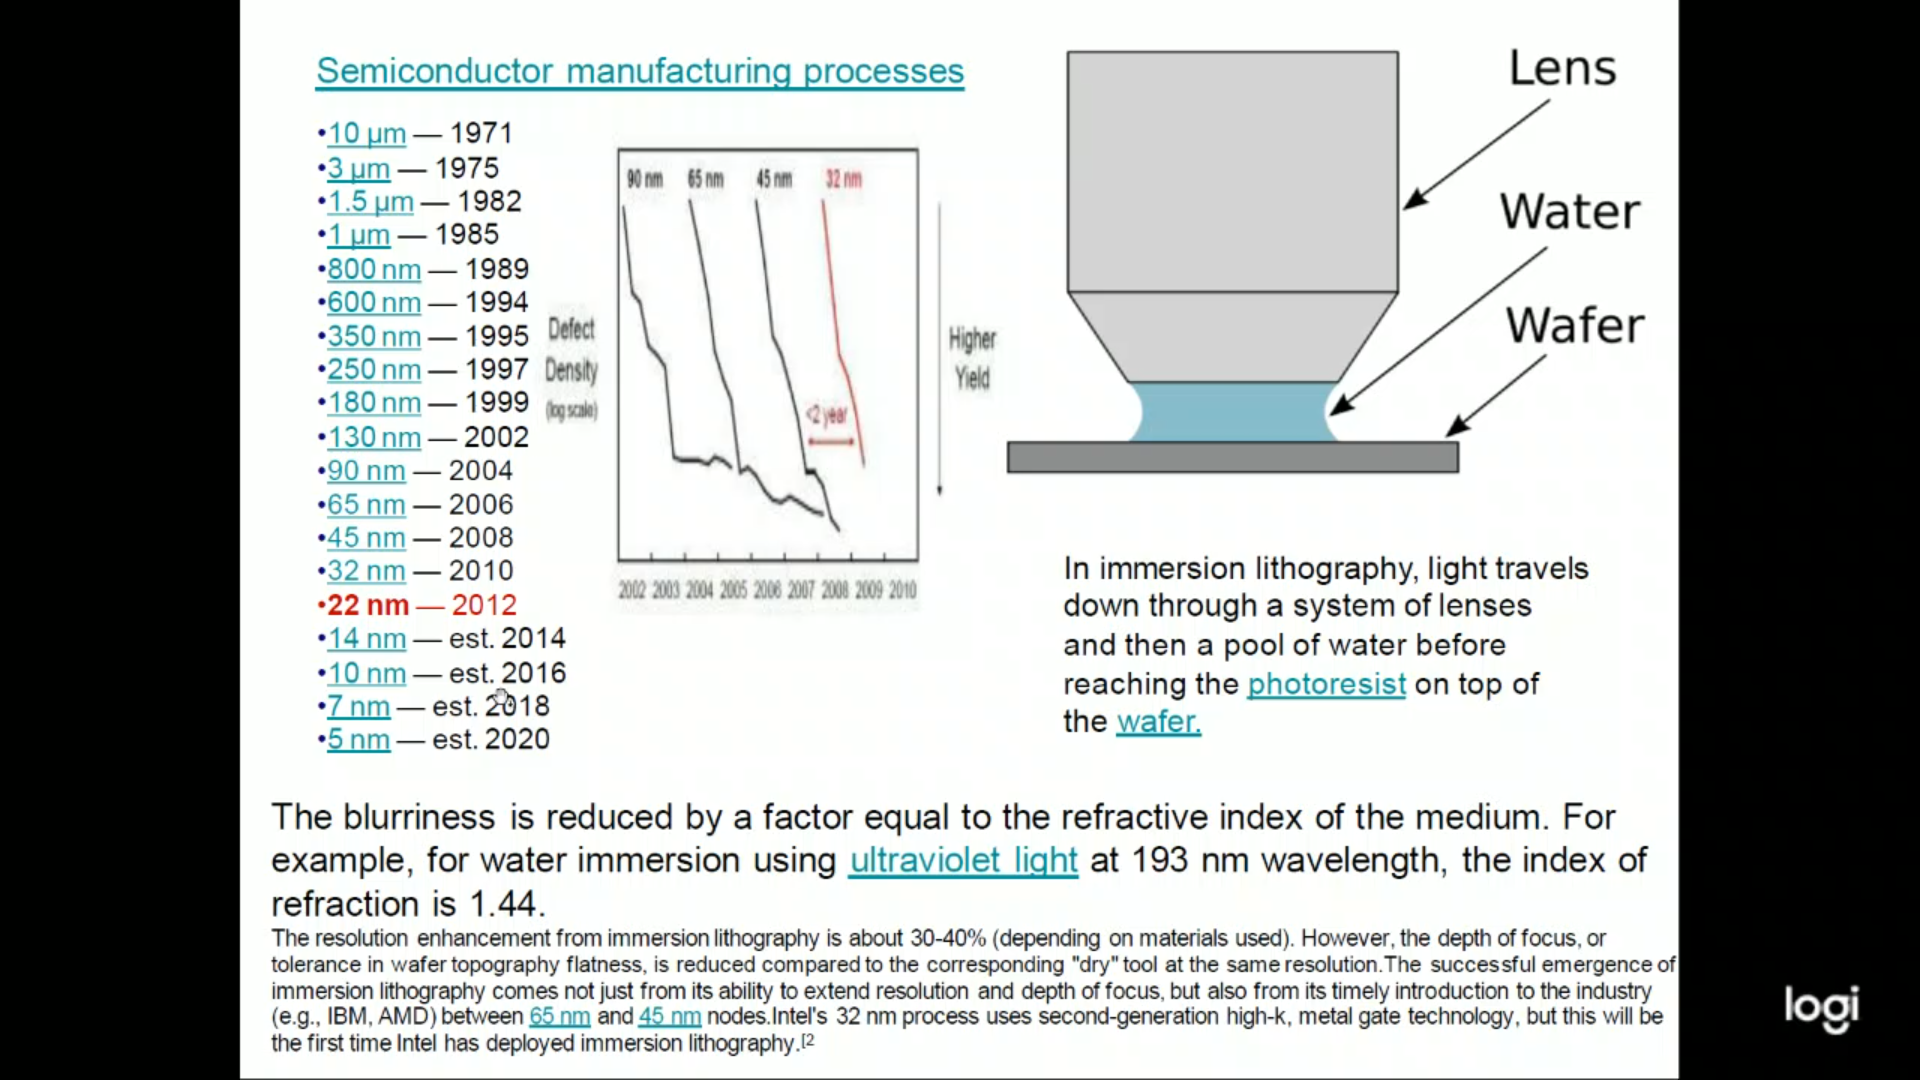 Semiconductor manufacturing processes
•10 µm — 1971
•3 µm — 1975
•1.5 µm — 1982
•1 µm — 1985
•800 nm — 1989
•600 nm — 1994
•350 nm — 1995
•250 nm — 1997
•180 nm — 1999
•130 nm — 2002
•90 nm — 2004
•65 nm — 2006
•45 nm — 2008
•32 nm — 2010
•22 nm — 2012
•14 nm — est. 2014
•10 nm — est. 2016
•7 nm — est. 2018
•5 nm — est. 2020
90 nm 65 nm 45 nm 32 nm
Defect
Density
(log scale)
<2 year
Higher
Yield
2002 2003 2004 2005 2006 2007 2008 2009 2010
Lens
Water
Wafer
In immersion lithography, light travels
down through a system of lenses
and then a pool of water before
reaching the photoresist on top of
the wafer.
The blurriness is reduced by a factor equal to the refractive index of the medium. For
example, for water immersion using ultraviolet light at 193 nm wavelength, the index of
refraction is 1.44.
The resolution enhancement from immersion lithography is about 30-40% (depending on materials used). However, the depth of focus, or
tolerance in wafer topography flatness, is reduced compared to the corresponding "dry" tool at the same resolution.The successful emergence of
immersion lithography comes not just from its ability to extend resolution and depth of focus, but also from its timely introduction to the industry
(e.g., IBM, AMD) between 65 nm and 45 nm nodes.Intel's 32 nm process uses second-generation high-k, metal gate technology, but this will be
the first time Intel has deployed immersion lithography.[2
logi